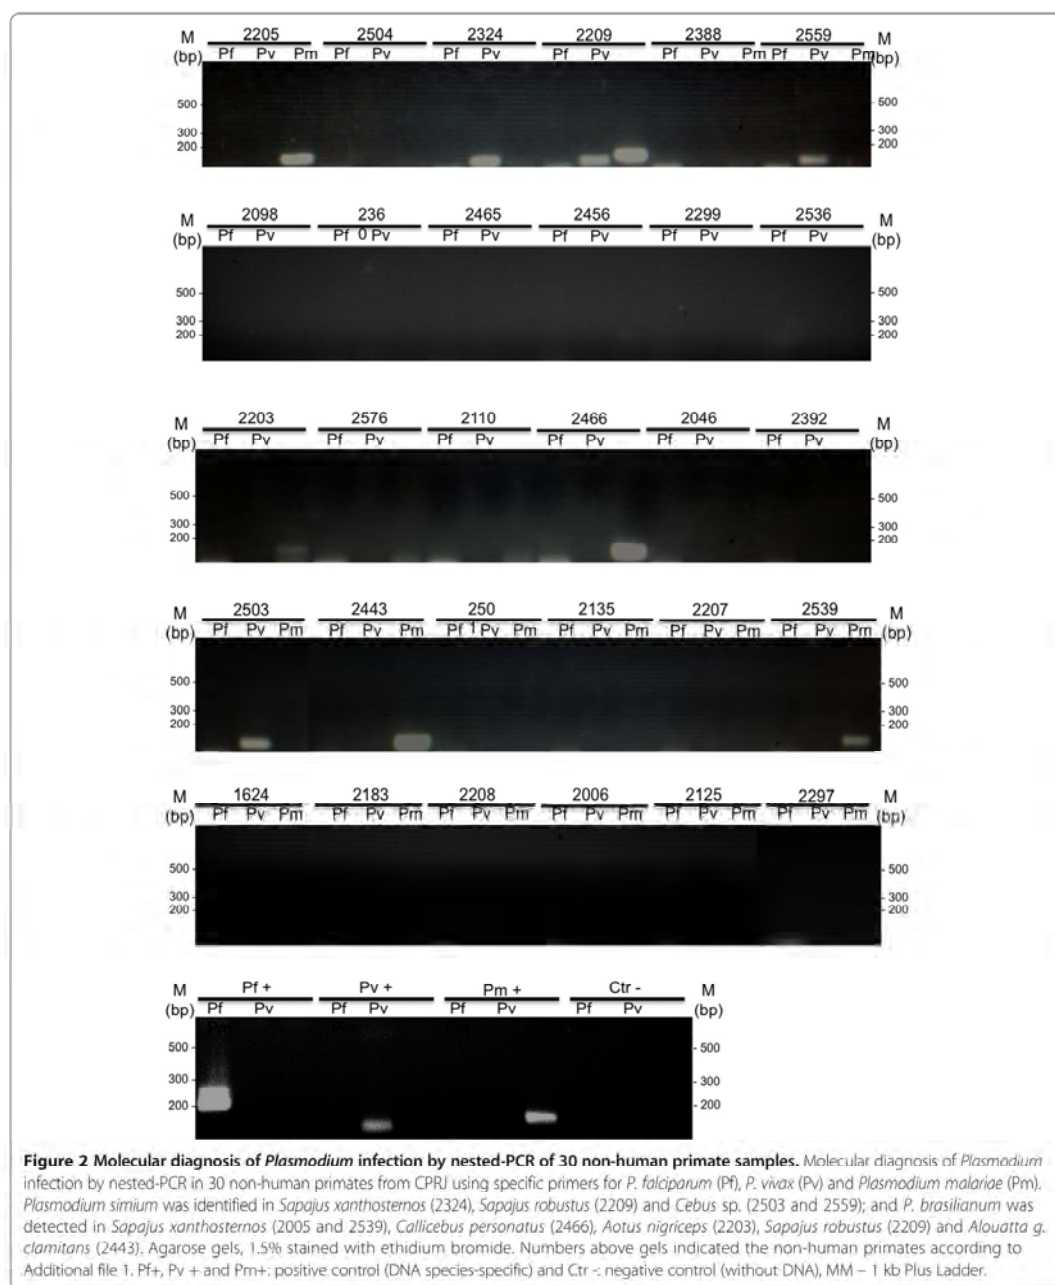 M 2205 2504 2324 2209 2388 2559 M
(bp) Pf Pv Pm Pf Pv Pf Pv Pf Pv Pf Pv Pm Pf Pv Pm (bp)
500 500
300 300
200 200
M 2098 236 2465 2456 2299 2536 M
(bp) Pf Pv Pf 0 Pv Pf Pv Pf Pv Pf Pv Pf Pv (bp)
500 500
300 300
200 200
M 2203 2576 2110 2466 2046 2392 M
(bp) Pf Pv Pf Pv Pf Pv Pf Pv Pf Pv Pf Pv (bp)
500 500
300 300
200 200
M 2503 2443 250 2135 2207 2539 M
(bp) Pf Pv Pm Pf Pv Pm Pf 1 Pv Pm Pf Pv Pm Pf Pv Pm Pf Pv Pm (bp)
500 500
300 300
200 200
M 1624 2183 2208 2006 2125 2297 M
(bp) Pf Pv Pm Pf Pv Pm Pf Pv Pm Pf Pv Pm Pf Pv Pm Pf Pv Pm (bp)
500 500
300 300
200 200
M Pf + Pv + Pm + Ctr - M
(bp) Pf Pv Pf Pv Pf Pv Pf Pv (bp)
500 500
300 300
200 200
Figure 2 Molecular diagnosis of Plasmodium infection by nested-PCR of 30 non-human primate samples. Molecular diagnosis of Plasmodium
infection by nested-PCR in 30 non-human primates from CPRJ using specific primers for P. falciparum (Pf), P. vivax (Pv) and Plasmodium malariae (Pm).
Plasmodium simium was identified in Sapajus xanthosternos (2324), Sapajus robustus (2209) and Cebus sp. (2503 and 2559); and P. brasilianum was
detected in Sapajus xanthosternos (2005 and 2539), Callicebus personatus (2466), Aotus nigriceps (2203), Sapajus robustus (2209) and Alouatta g.
clamitans (2443). Agarose gels, 1.5% stained with ethidium bromide. Numbers above gels indicated the non-human primates according to
Additional file 1. Pf+, Pv + and Pm+: positive control (DNA species-specific) and Ctr -: negative control (without DNA), MM – 1 kb Plus Ladder.